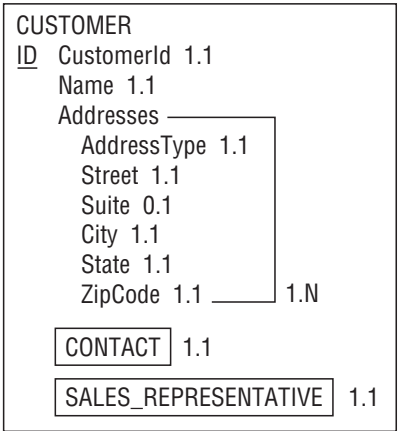 CUSTOMER
ID CustomerId 1.1
Name 1.1
Addresses
AddressType 1.1
Street 1.1
Suite 0.1
City 1.1
State 1.1
ZipCode 1.1 1.N
CONTACT 1.1
SALES_REPRESENTATIVE 1.1